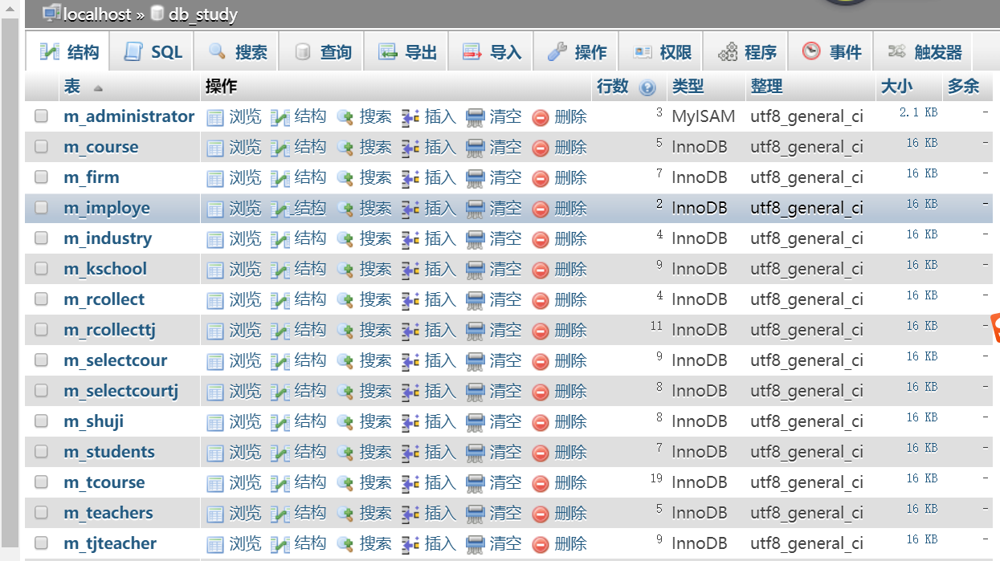 localhost » db_study
结构 SQL 搜索 查询 导出 导入 操作 权限 程序 事件 触发器
表 操作 行数 类型 整理 大小 多余
m_administrator 浏览 结构 搜索 插入 清空 删除 3 MyISAM utf8_general_ci 2.1 KB -
m_course 浏览 结构 搜索 插入 清空 删除 5 InnoDB utf8_general_ci 16 KB -
m_firm 浏览 结构 搜索 插入 清空 删除 7 InnoDB utf8_general_ci 16 KB -
m_imploye 浏览 结构 搜索 插入 清空 删除 2 InnoDB utf8_general_ci 16 KB -
m_industry 浏览 结构 搜索 插入 清空 删除 4 InnoDB utf8_general_ci 16 KB -
m_kschool 浏览 结构 搜索 插入 清空 删除 9 InnoDB utf8_general_ci 16 KB -
m_rcollect 浏览 结构 搜索 插入 清空 删除 4 InnoDB utf8_general_ci 16 KB -
m_rcollecttj 浏览 结构 搜索 插入 清空 删除 11 InnoDB utf8_general_ci 16 KB -
m_selectcour 浏览 结构 搜索 插入 清空 删除 9 InnoDB utf8_general_ci 16 KB -
m_selectcourtj 浏览 结构 搜索 插入 清空 删除 8 InnoDB utf8_general_ci 16 KB -
m_shuji 浏览 结构 搜索 插入 清空 删除 8 InnoDB utf8_general_ci 16 KB -
m_students 浏览 结构 搜索 插入 清空 删除 7 InnoDB utf8_general_ci 16 KB -
m_tcourse 浏览 结构 搜索 插入 清空 删除 19 InnoDB utf8_general_ci 16 KB -
m_teachers 浏览 结构 搜索 插入 清空 删除 5 InnoDB utf8_general_ci 16 KB -
m_tjteacher 浏览 结构 搜索 插入 清空 删除 9 InnoDB utf8_general_ci 16 KB -